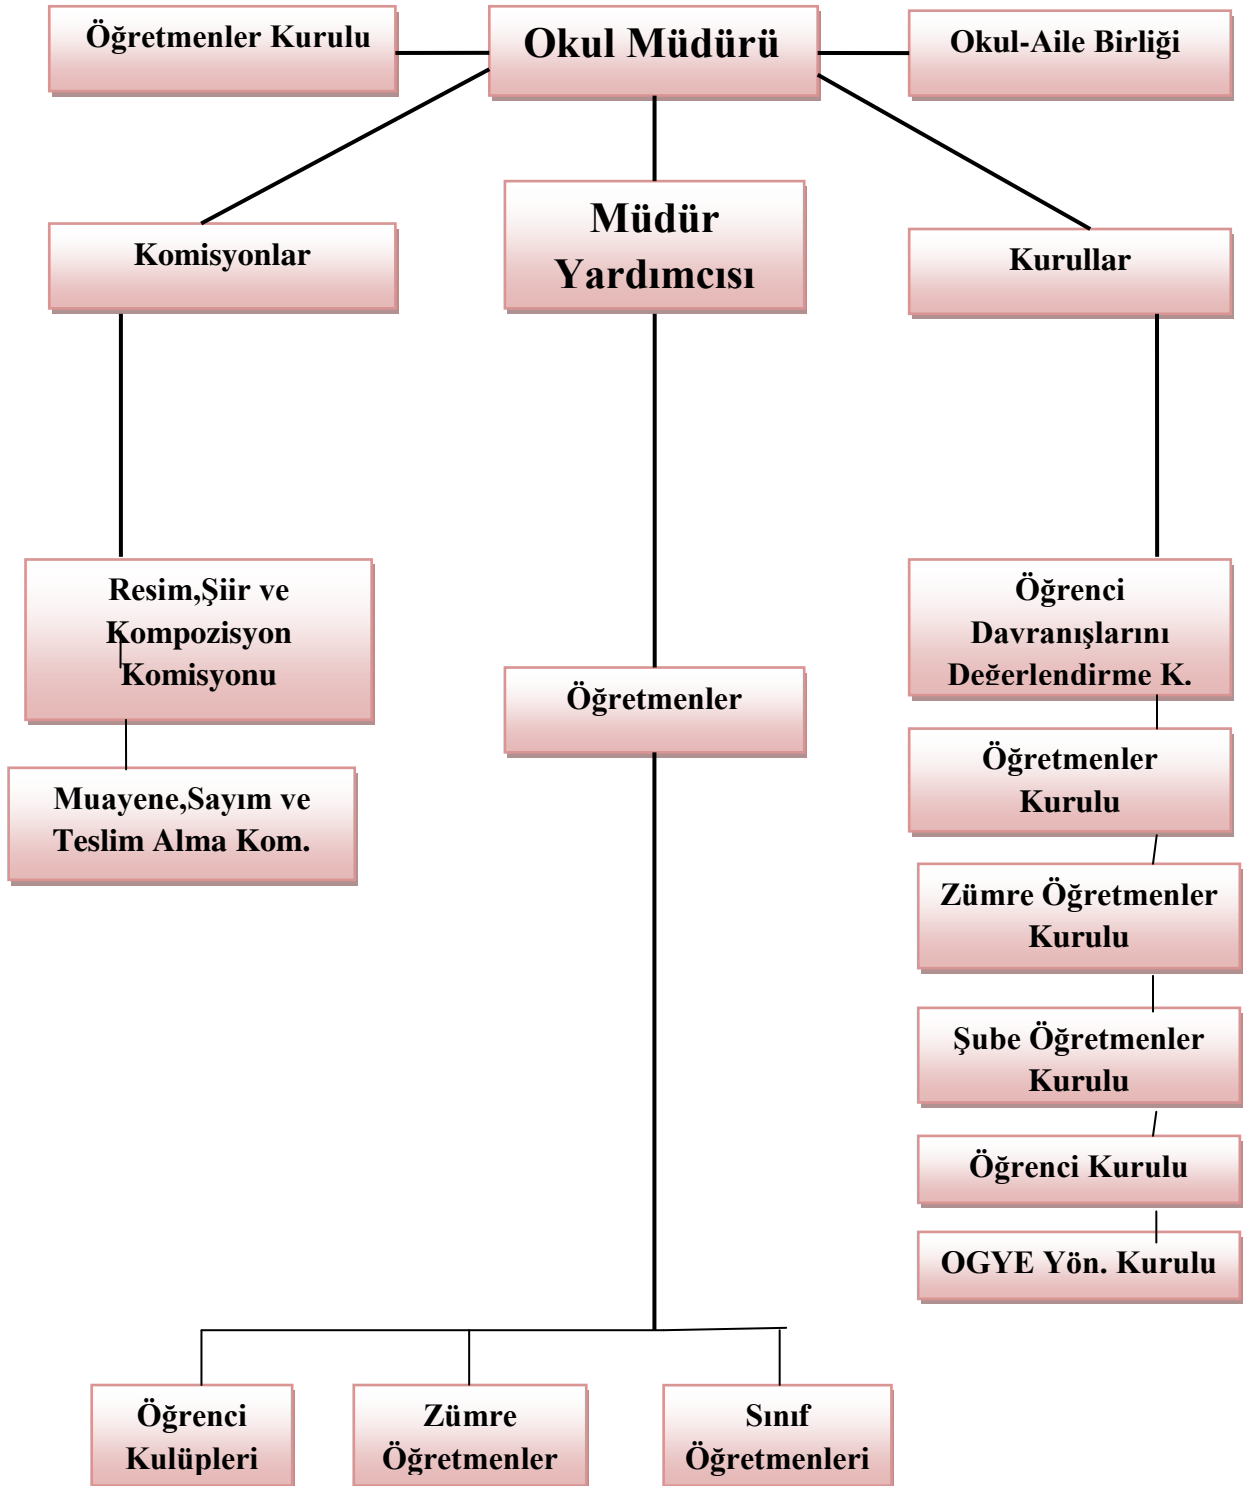 Öğretmenler Kurulu
Okul Müdürü
Okul-Aile Birliği
Komisyonlar
Müdür
Yardımcısı
Kurullar
Resim,Şiir ve
Kompozisyon
Komisyonu
Muayene,Sayım ve
Teslim Alma Kom.
Öğretmenler
Öğrenci
Davranışlarını
Değerlendirme K.
Öğretmenler
Kurulu
Zümre Öğretmenler
Kurulu
Şube Öğretmenler
Kurulu
Öğrenci Kurulu
OGYE Yön. Kurulu
Öğrenci
Kulüpleri
Zümre
Öğretmenler
Sınıf
Öğretmenleri